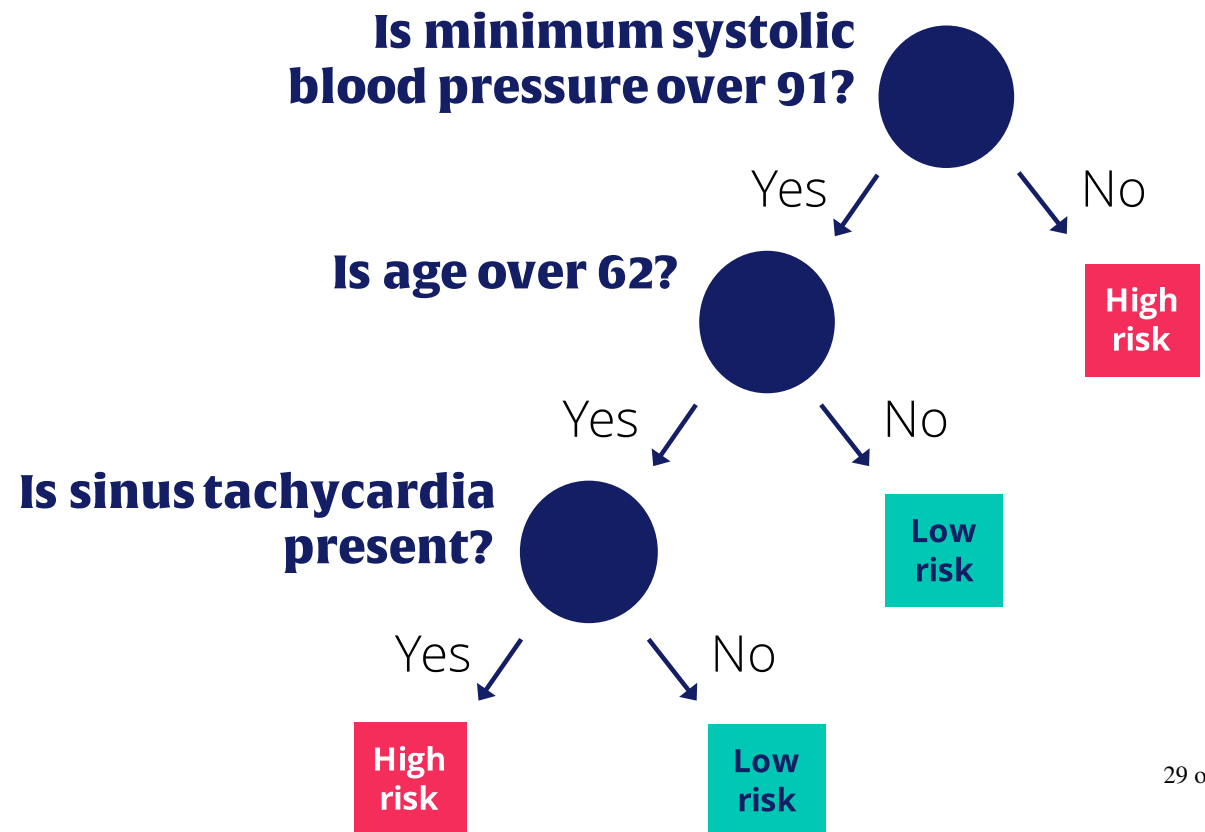 Is minimum systolic
blood pressure over 91?
Yes
No
Is age over 62?
High
risk
Yes
No
Is sinus tachycardia
present?
Low
risk
Yes
No
High
risk
Low
risk
29 o